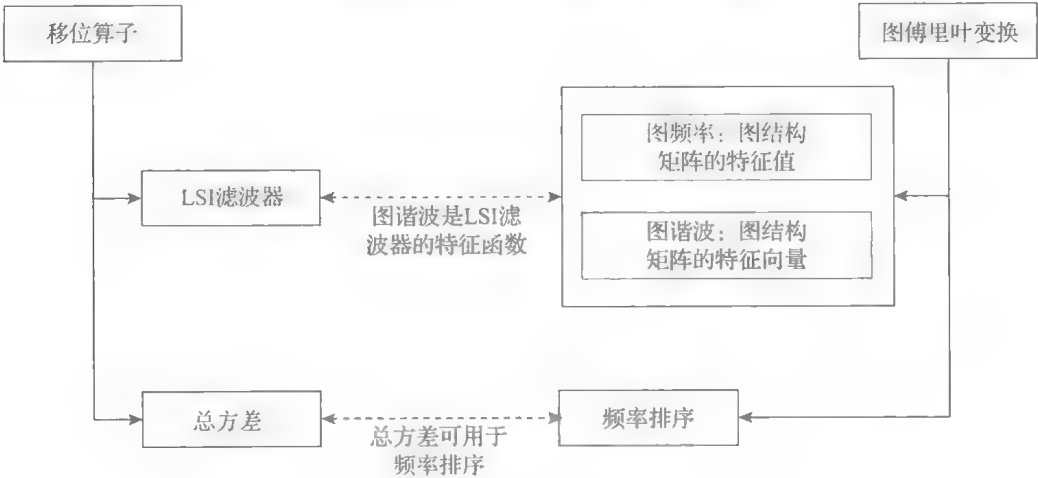 移位算子
图傅里叶变换
图频率：图结构
矩阵的特征值
LSI滤波器
图谐波是LSI滤
波器的特征函数
图谐波：图结构
矩阵的特征向量
总方差
总方差可用于
频率排序
频率排序